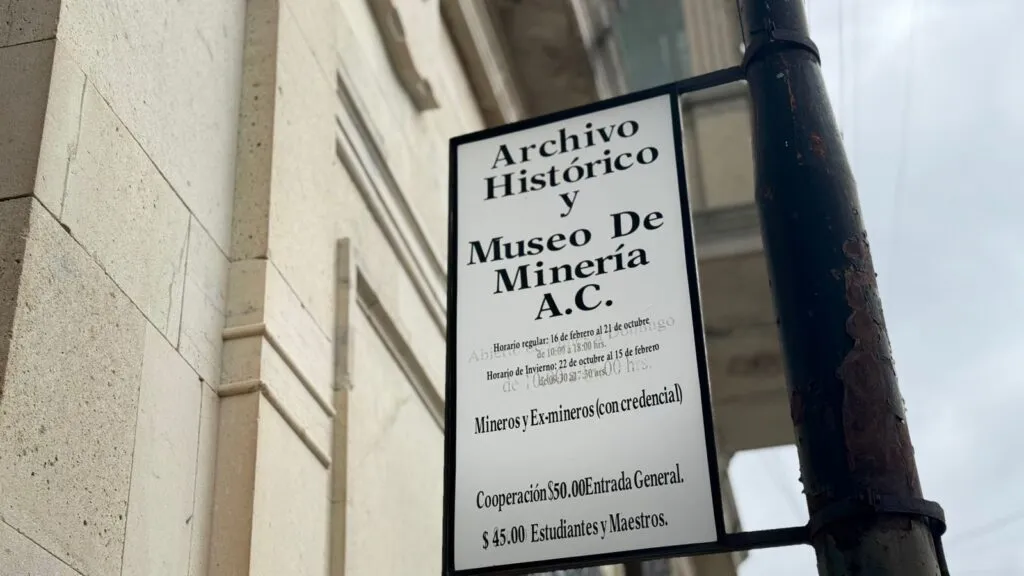 Archivo
Histórico
y
Museo De
Minería
A.C.
Horario regular: 16 de febrero al 21 de octubre
de 10:00 a 18:00 hrs.
Horario de Invierno: 22 de octubre al 15 de febrero
Mineros y Ex-mineros (con credencial)
Cooperación $50.00 Entrada General.
$ 45.00 Estudiantes y Maestros.